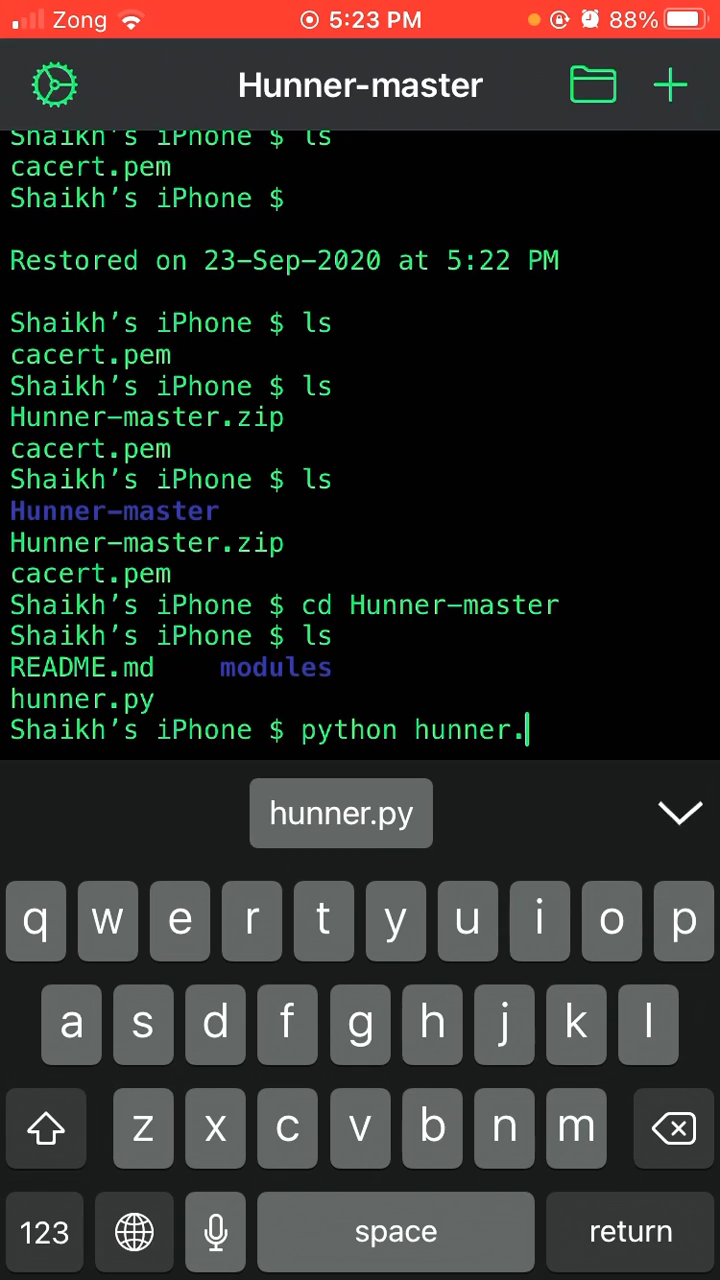 Zong 5:23 PM 88%
Hunner-master
Shaikh's iPhone $ ls
cacert.pem
Shaikh’s iPhone $
Restored on 23-Sep-2020 at 5:22 PM
Shaikh’s iPhone $ ls
cacert.pem
Shaikh’s iPhone $ ls
Hunner-master.zip
cacert.pem
Shaikh’s iPhone $ ls
Hunner-master
Hunner-master.zip
cacert.pem
Shaikh’s iPhone $ cd Hunner-master
Shaikh’s iPhone $ ls
README.md modules
hunner.py
Shaikh’s iPhone $ python hunner.
hunner.py
q w e r t y u i o p
a s d f g h j k l
z x c v b n m
123 space return